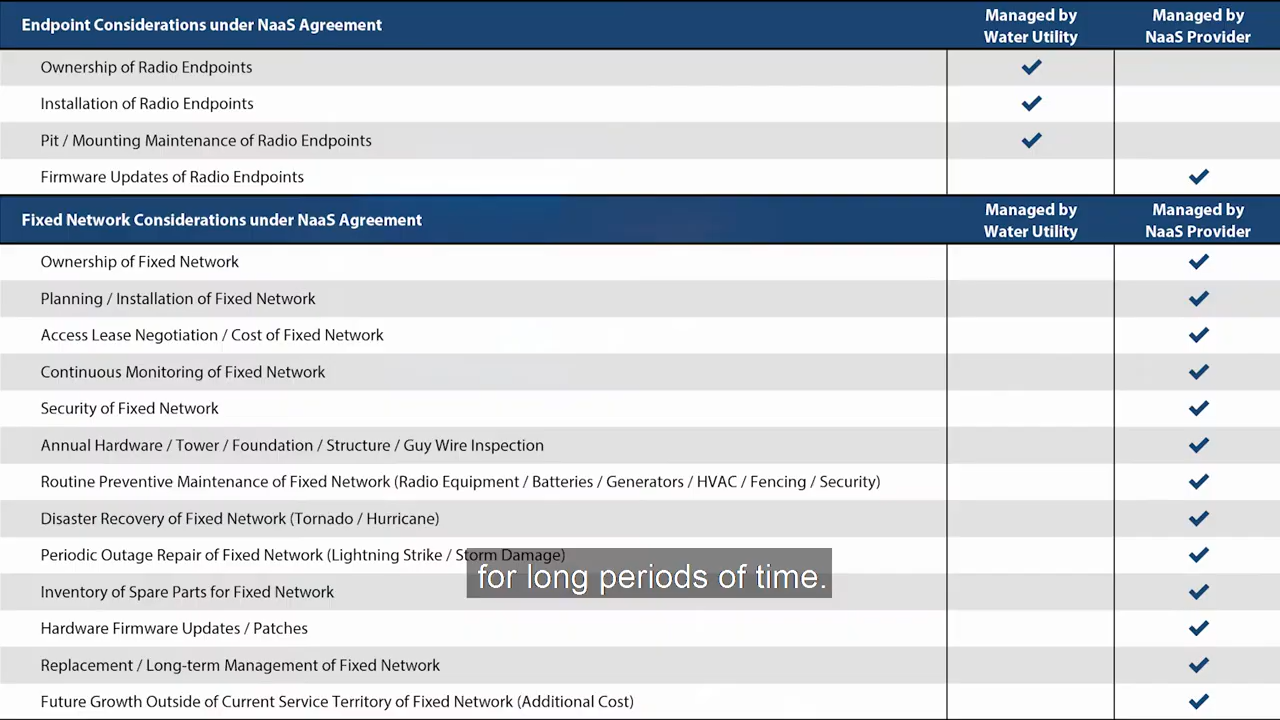 Endpoint Considerations under NaaS Agreement
Managed by
Water Utility
Managed by
NaaS Provider
Ownership of Radio Endpoints ✓
Installation of Radio Endpoints ✓
Pit / Mounting Maintenance of Radio Endpoints ✓
Firmware Updates of Radio Endpoints ✓
Fixed Network Considerations under NaaS Agreement
Managed by
Water Utility
Managed by
NaaS Provider
Ownership of Fixed Network ✓
Planning / Installation of Fixed Network ✓
Access Lease Negotiation / Cost of Fixed Network ✓
Continuous Monitoring of Fixed Network ✓
Security of Fixed Network ✓
Annual Hardware / Tower / Foundation / Structure / Guy Wire Inspection ✓
Routine Preventive Maintenance of Fixed Network (Radio Equipment / Batteries / Generators / HVAC / Fencing / Security) ✓
Disaster Recovery of Fixed Network (Tornado / Hurricane) ✓
Periodic Outage Repair of Fixed Network (Lightning Strike / Storm Damage) ✓
for long periods of time.
Inventory of Spare Parts for Fixed Network ✓
Hardware Firmware Updates / Patches ✓
Replacement / Long-term Management of Fixed Network ✓
Future Growth Outside of Current Service Territory of Fixed Network (Additional Cost) ✓